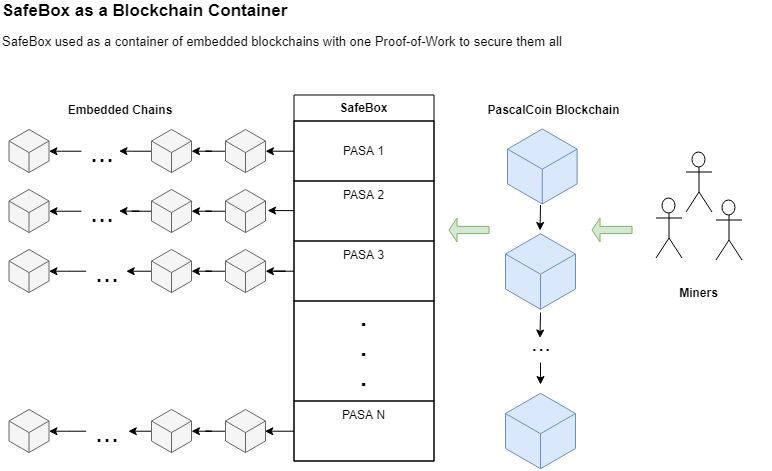 SafeBox as a Blockchain Container
SafeBox used as a container of embedded blockchains with one Proof-of-Work to secure them all
Embedded Chains
SafeBox
PascalCoin Blockchain
PASA 1
...
PASA 2
...
PASA 3
...
Miners
.
.
.
...
PASA N
...